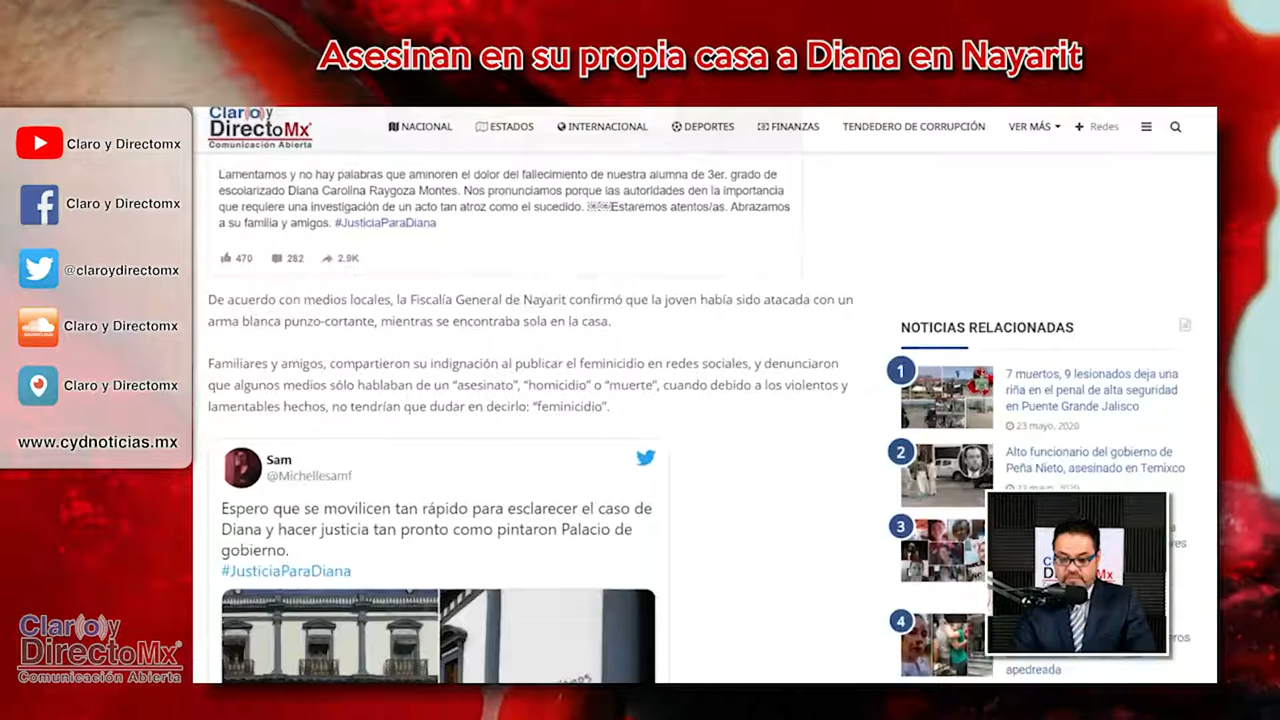 Asesinan en su propia casa a Diana en Nayarit
Claro y Directomx
Claro y Directomx
@claroydirectomx
Claro y Directomx
Claro y Directomx
www.cydnoticias.mx
Claro y
DirectoMx
Comunicación Abierta
Claro y
DirectoMx
Comunicación Abierta
NACIONAL ESTADOS INTERNACIONAL DEPORTES FINANZAS TENDEDERO DE CORRUPCIÓN VER MÁS Redes
Lamentamos y no hay palabras que aminoren el dolor del fallecimiento de nuestra alumna de 3er. grado de
escolarizado Diana Carolina Raygoza Montes. Nos pronunciamos porque las autoridades den la importancia
que requiere una investigación de un acto tan atroz como el sucedido. Estaremos atentos/as. Abrazamos
a su familia y amigos. #JusticiaParaDiana
470 282 2.9K
De acuerdo con medios locales, la Fiscalía General de Nayarit confirmó que la joven había sido atacada con un
arma blanca punzo-cortante, mientras se encontraba sola en la casa.
Familiares y amigos, compartieron su indignación al publicar el feminicidio en redes sociales, y denunciaron
que algunos medios sólo hablaban de un “asesinato”, “homicidio” o “muerte”, cuando debido a los violentos y
lamentables hechos, no tendrían que dudar en decirlo: “feminicidio”.
Sam
@Michellesamf
Espero que se movilicen tan rápido para esclarecer el caso de
Diana y hacer justicia tan pronto como pintaron Palacio de
gobierno.
#JusticiaParaDiana
NOTICIAS RELACIONADAS
1
7 muertos, 9 lesionados deja una
riña en el penal de alta seguridad
en Puente Grande Jalisco
23 mayo, 2020
2
Alto funcionario del gobierno de
Peña Nieto, asesinado en Temixco
23 mayo, 2020
3
4
apedreada